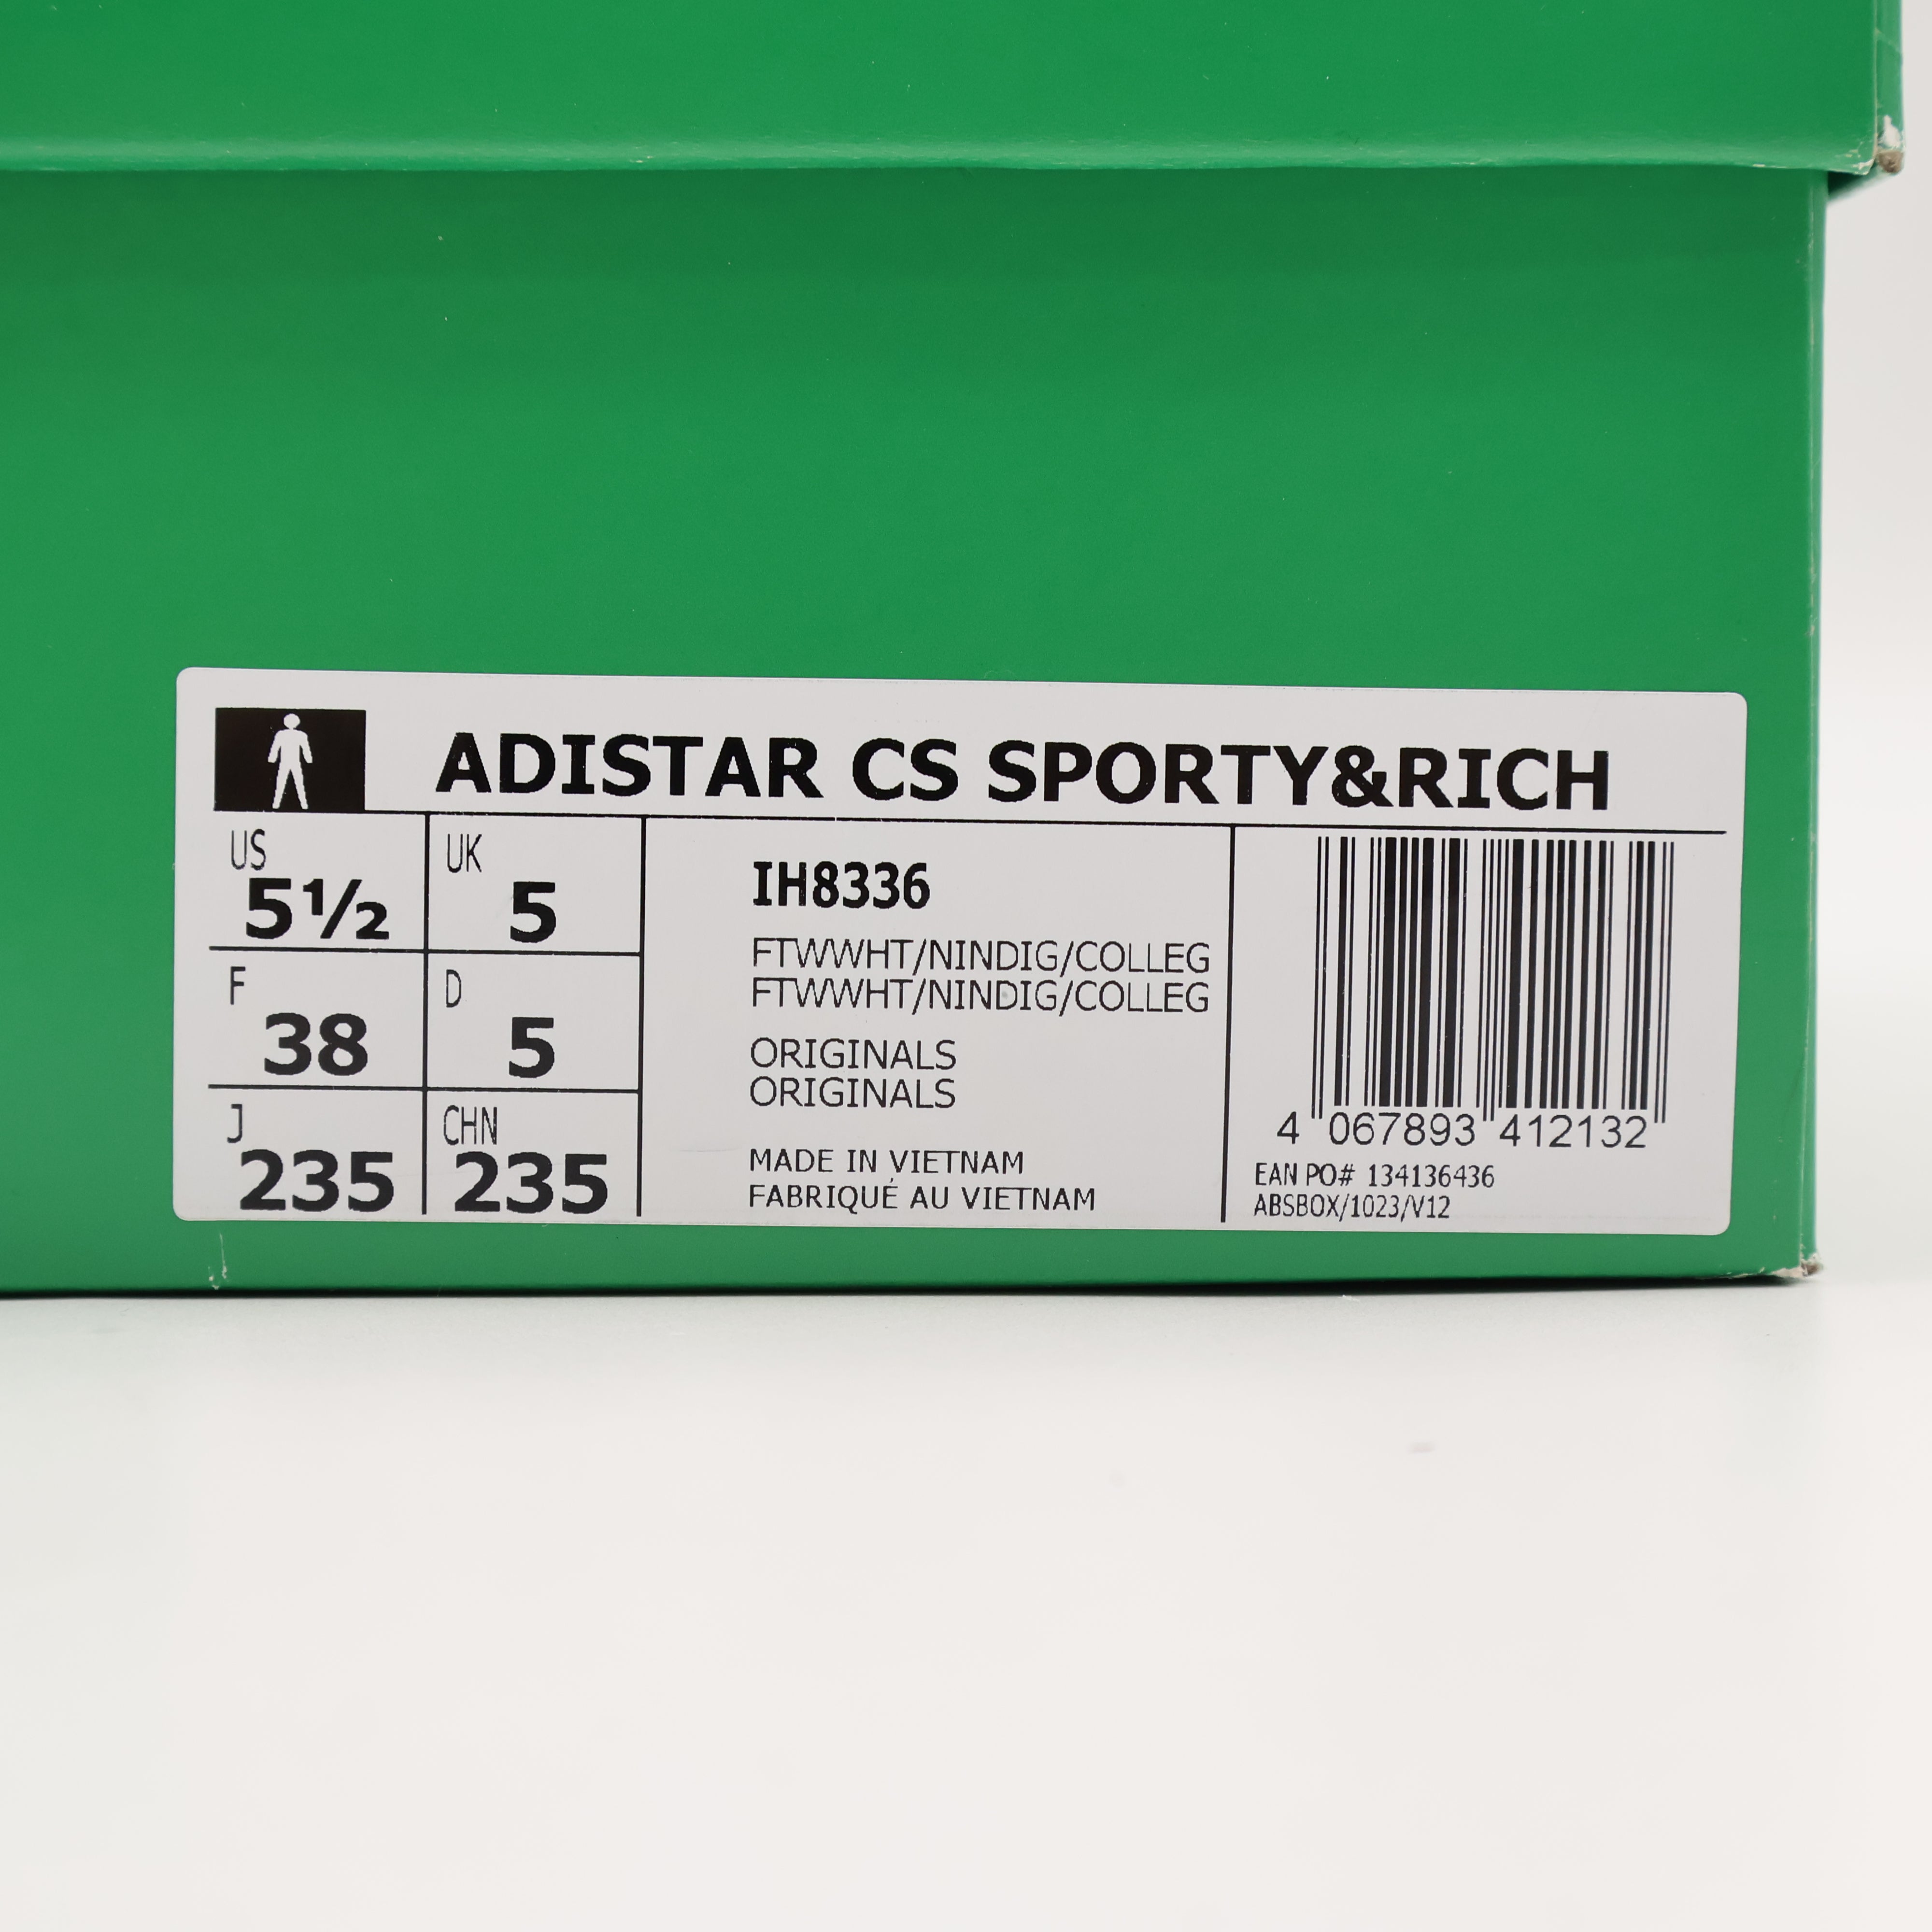 ADISTAR CS SPORTY&RICH
US
5½
UK
5
F
38
D
5
J
235
CHN
235
IH8336
FTWWHT/NINDIG/COLLEG
FTWWHT/NINDIG/COLLEG
ORIGINALS
ORIGINALS
MADE IN VIETNAM
FABRIQUÉ AU VIETNAM
4 067893 412132
EAN PO# 134136436
ABSBOX/1023/V12